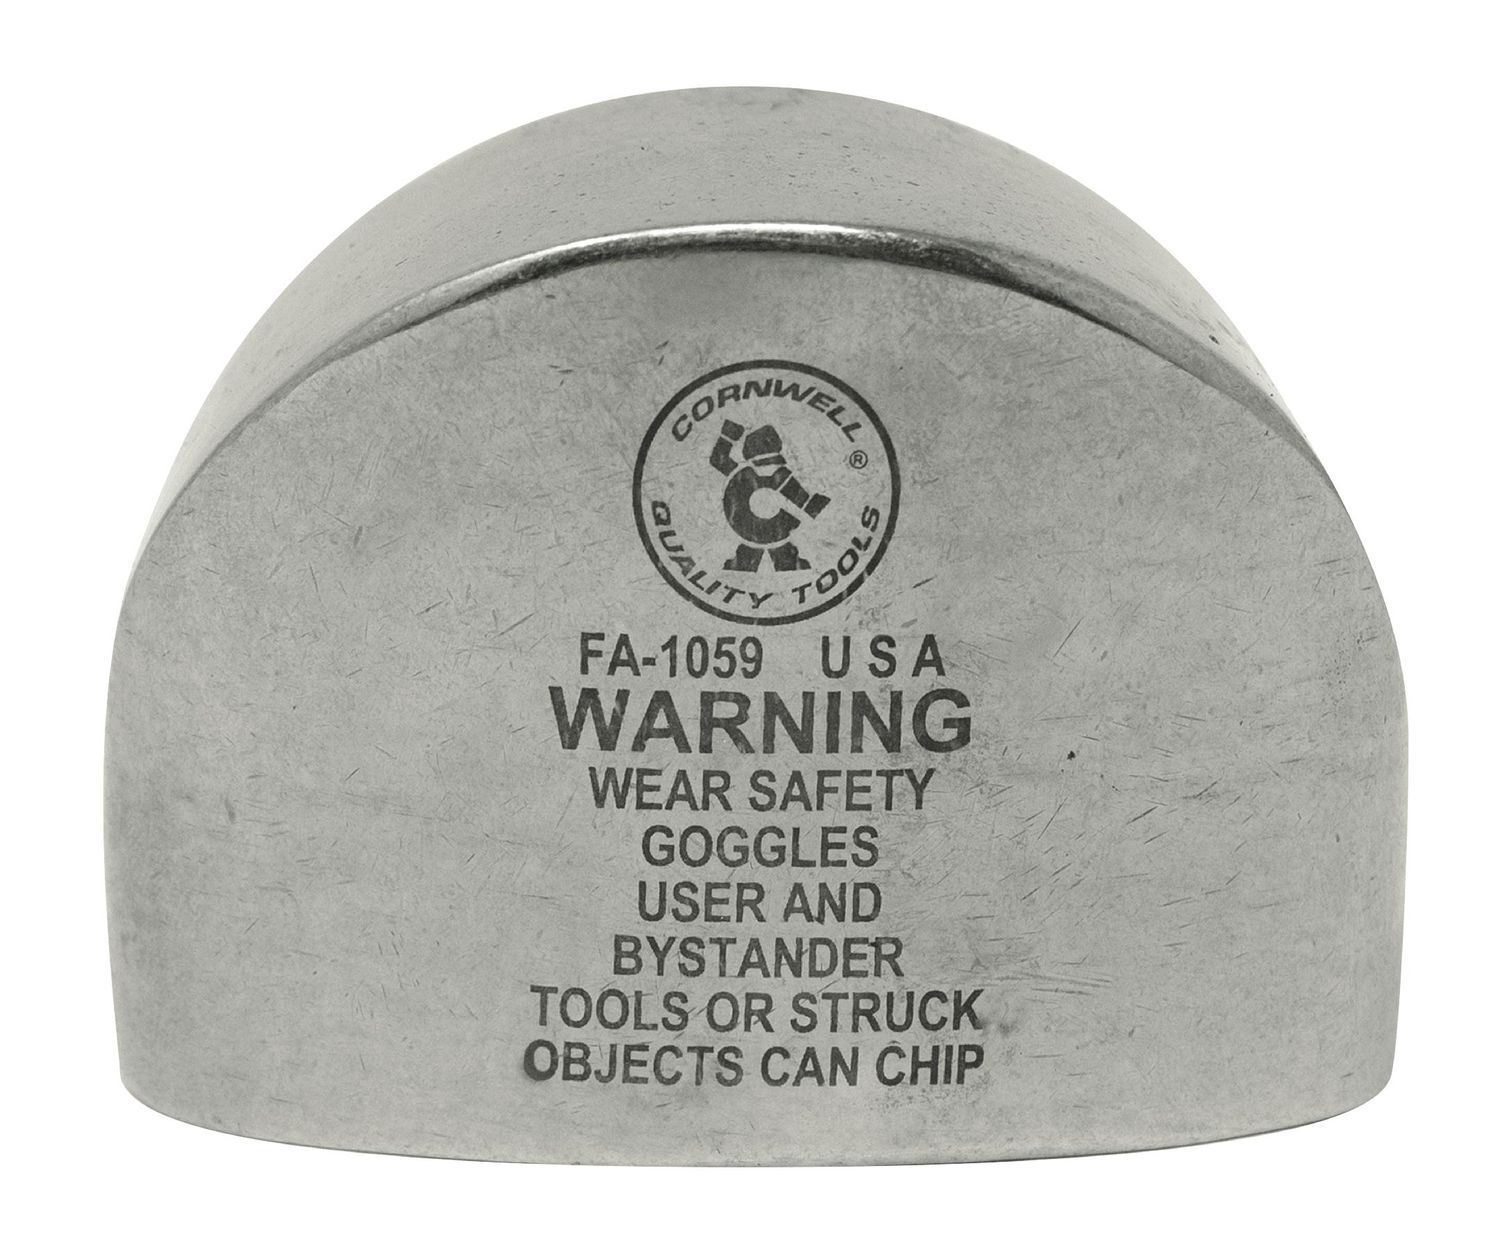 CORNWELL®
QUALITY TOOLS
FA-1059 USA
WARNING
WEAR SAFETY
GOGGLES
USER AND
BYSTANDER
TOOLS OR STRUCK
OBJECTS CAN CHIP